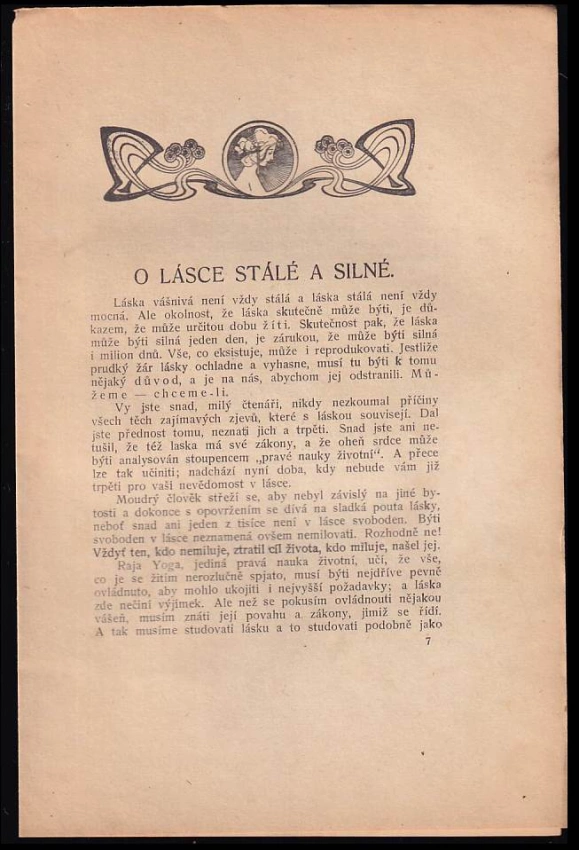 O LÁSCE STÁLÉ A SILNÉ.
Láska vášnivá není vždy stálá a láska stálá není vždy
mocná. Ale okolnost, že láska skutečně může býti, je dů-
kazem, že může určitou dobu žíti. Skutečnost pak, že láska
může býti silná jeden den, je zárukou, že může býti silná
i milion dnů. Vše, co eksistuje, může i reprodukovati. Jestliže
prudký žár lásky ochladne a vyhasne, musí tu býti k tomu
nějaký důvod, a je na nás, abychom jej odstranili. Mů-
žeme — chceme-li.
Vy jste snad, milý čtenáři, nikdy nezkoumal příčiny
všech těch zajímavých zjevů, které s láskou souvisejí. Dal
jste přednost tomu, neznati jich a trpěti. Snad jste ani ne-
tušil, že též laska má své zákony, a že oheň srdce může
býti analysován stoupencem „pravé nauky životní“. A přece
lze tak učiniti; nadchází nyní doba, kdy nebude vám již
trpěti pro vaši nevědomost v lásce.
Moudrý člověk střeží se, aby nebyl závislý na jiné by-
tosti a dokonce s opovržením se dívá na sladká pouta lásky,
neboť snad ani jeden z tisíce není v lásce svoboden. Býti
svoboden v lásce neznamená ovšem nemilovati. Rozhodně ne!
Vždyť ten, kdo nemiluje, ztratil cíl života, kdo miluje, našel jej.
Raja Yoga, jediná pravá nauka životní, učí, že vše,
co je se žitím nerozlučně spjato, musí býti nejdříve pevně
ovládnuto, aby mohlo ukojiti i nejvyšší požadavky; a láska
zde nečiní výjimek. Ale než se pokusím ovládnouti nějakou
vášeň, musím znáti její povahu a zákony, jimiž se řídí.
A tak musíme studovati lásku a to studovati podobně jako
7